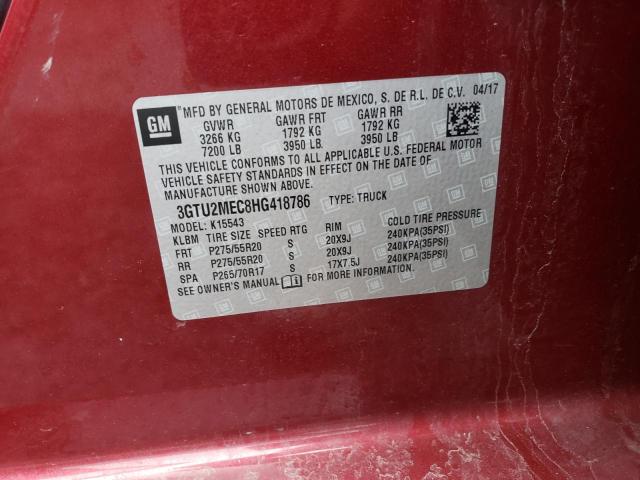 GM
MFD BY GENERAL MOTORS DE MEXICO, S. DE R.L. DE C.V. 04/17
GVWR GAWR FRT GAWR RR
3266 KG 1792 KG 1792 KG
7200 LB 3950 LB. 3950 LB
THIS VEHICLE CONFORMS TO ALL APPLICABLE U.S. FEDERAL MOTOR
VEHICLE SAFETY STANDARDS IN EFFECT ON THE DATE OF
MANUFACTURE SHOWN ABOVE.
3GTU2MEC8HG418786 TYPE: TRUCK
MODEL: K15543
KLBM TIRE SIZE SPEED RTG RIM COLD TIRE PRESSURE
FRT P275/55R20 S 20X9J 240KPA(35PSI)
RR P275/55R20 S 20X9J 240KPA(35PSI)
SPA P265/70R17 S 17X7.5J 240KPA(35PSI)
SEE OWNER'S MANUAL FOR MORE INFORMATION.